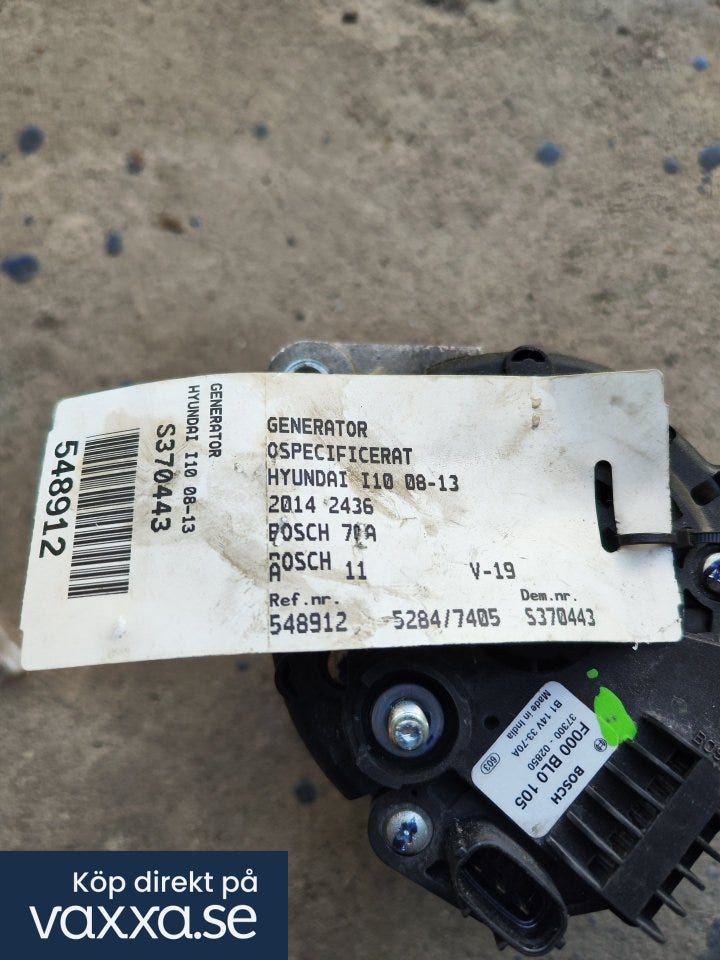 GENERATOR
HYUNDAI I10 08-13
S370443
548912
GENERATOR
OSPECIFICERAT
HYUNDAI I10 08-13
2014 2436
BOSCH 70A
BOSCH
A 11 V-19
Ref.nr. Dem.nr.
548912 5284/7405 S370443
BOSCH
F000 BL0 105
37300 - 02850
B1 14V 33-70A
Made in India
603
Köp direkt på
vaxxa.se